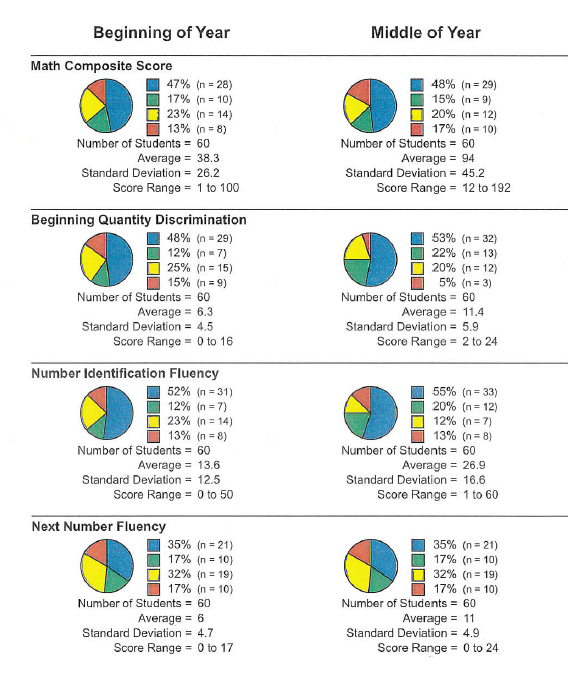 Beginning of Year
Middle of Year
Math Composite Score
47% (n = 28)
17% (n = 10)
23% (n = 14)
13% (n = 8)
Number of Students = 60
Average = 38.3
Standard Deviation = 26.2
Score Range = 1 to 100
48% (n = 29)
15% (n = 9)
20% (n = 12)
17% (n = 10)
Number of Students = 60
Average = 94
Standard Deviation = 45.2
Score Range = 12 to 192
Beginning Quantity Discrimination
48% (n = 29)
12% (n = 7)
25% (n = 15)
15% (n = 9)
Number of Students = 60
Average = 6.3
Standard Deviation = 4.5
Score Range = 0 to 16
53% (n = 32)
22% (n = 13)
20% (n = 12)
5% (n = 3)
Number of Students = 60
Average = 11.4
Standard Deviation = 5.9
Score Range = 2 to 24
Number Identification Fluency
52% (n = 31)
12% (n = 7)
23% (n = 14)
13% (n = 8)
Number of Students = 60
Average = 13.6
Standard Deviation = 12.5
Score Range = 0 to 50
55% (n = 33)
20% (n = 12)
12% (n = 7)
13% (n = 8)
Number of Students = 60
Average = 26.9
Standard Deviation = 16.6
Score Range = 1 to 60
Next Number Fluency
35% (n = 21)
17% (n = 10)
32% (n = 19)
17% (n = 10)
Number of Students = 60
Average = 6
Standard Deviation = 4.7
Score Range = 0 to 17
35% (n = 21)
17% (n = 10)
32% (n = 19)
17% (n = 10)
Number of Students = 60
Average = 11
Standard Deviation = 4.9
Score Range = 0 to 24